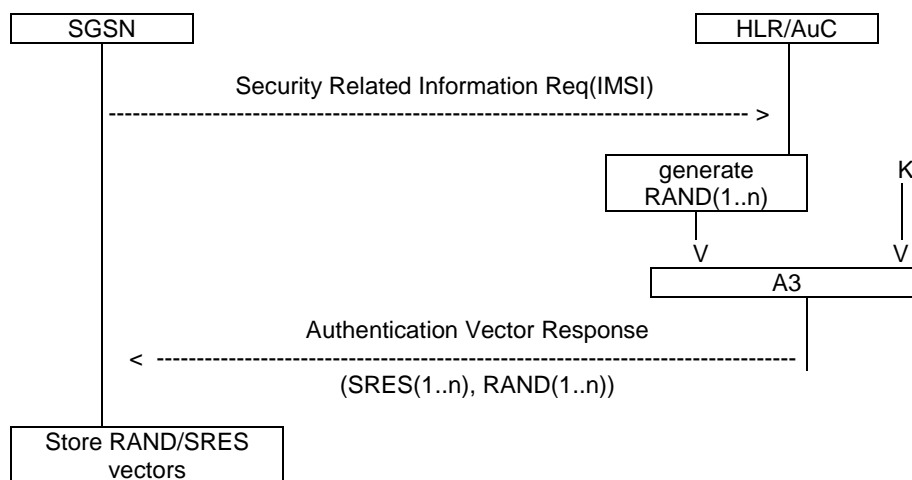 SGSN
HLR/AuC
Security Related Information Req(IMSI)
----------------------------------------------------------------------------- >
generate
RAND(1..n)
K
V
V
A3
Authentication Vector Response
< -------------------------------------------------------------------------------
(SRES(1..n), RAND(1..n))
Store RAND/SRES
vectors